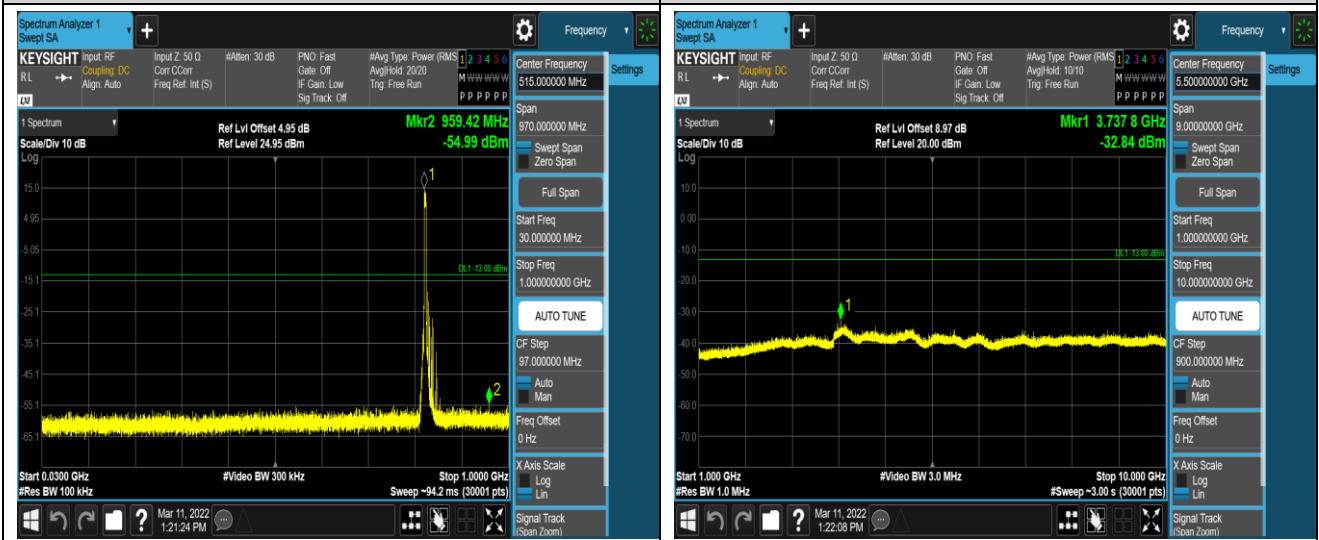 Spectrum Analyzer 1
Swept SA
+
Frequency
KEYSIGHT
Input: RF
Coupling: DC
Align: Auto
Input Z: 50 Ω
Corr CCorr
Freq Ref: Int (S)
#Atten: 30 dB
PNO: Fast
Gate: Off
IF Gain: Low
Sig Track: Off
#Avg Type: Power (RMS
Avg|Hold: 20/20
Trig: Free Run
1 2 3 4 5 6
M W W W W W
P P P P P P
R L
LXI
Center Frequency
515.000000 MHz
Settings
1 Spectrum
Scale/Div 10 dB
Log
Ref Lvl Offset 4.95 dB
Ref Level 24.95 dBm
Mkr2 959.42 MHz
-54.99 dBm
Span
970.000000 MHz
Swept Span
Zero Span
Full Span
Start Freq
30.000000 MHz
Stop Freq
1.000000000 GHz
AUTO TUNE
CF Step
97.000000 MHz
Auto
Man
Freq Offset
0 Hz
X Axis Scale
Log
Lin
Signal Track
(Span Zoom)
15.0
4.95
-5.05
-15.1
-25.1
-35.1
-45.1
-55.1
-65.1
1
DL1 -13.00 dBm
2
Start 0.0300 GHz
#Res BW 100 kHz
#Video BW 300 kHz
Stop 1.0000 GHz
Sweep ~94.2 ms (30001 pts)
?
Mar 11, 2022
1:21:24 PM
Spectrum Analyzer 1
Swept SA
+
Frequency
KEYSIGHT
Input: RF
Coupling: DC
Align: Auto
Input Z: 50 Ω
Corr CCorr
Freq Ref: Int (S)
#Atten: 30 dB
PNO: Fast
Gate: Off
IF Gain: Low
Sig Track: Off
#Avg Type: Power (RMS
Avg|Hold: 10/10
Trig: Free Run
1 2 3 4 5 6
M W W W W W
P P P P P P
R L
LXI
Center Frequency
5.500000000 GHz
Settings
1 Spectrum
Scale/Div 10 dB
Log
Ref Lvl Offset 8.97 dB
Ref Level 20.00 dBm
Mkr1 3.737 8 GHz
-32.84 dBm
Span
9.00000000 GHz
Swept Span
Zero Span
Full Span
Start Freq
1.000000000 GHz
Stop Freq
10.000000000 GHz
AUTO TUNE
CF Step
900.000000 MHz
Auto
Man
Freq Offset
0 Hz
X Axis Scale
Log
Lin
Signal Track
(Span Zoom)
10.0
0.00
-10.0
-20.0
-30.0
-40.0
-50.0
-60.0
-70.0
DL1 -13.00 dBm
1
Start 1.000 GHz
#Res BW 1.0 MHz
#Video BW 3.0 MHz
Stop 10.000 GHz
#Sweep ~3.00 s (30001 pts)
?
Mar 11, 2022
1:22:08 PM